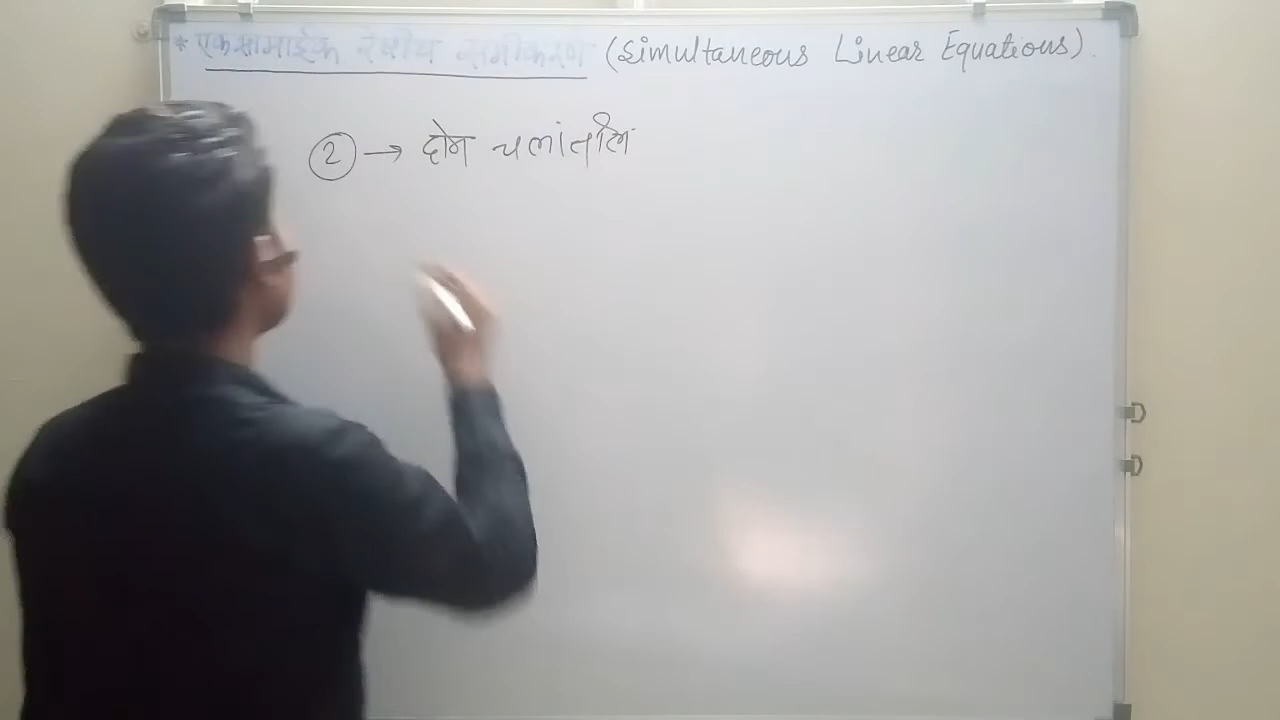 * एकसामाईक रेषीय समीकरण (Simultaneous Linear Equations).
② → दोन चलांतील